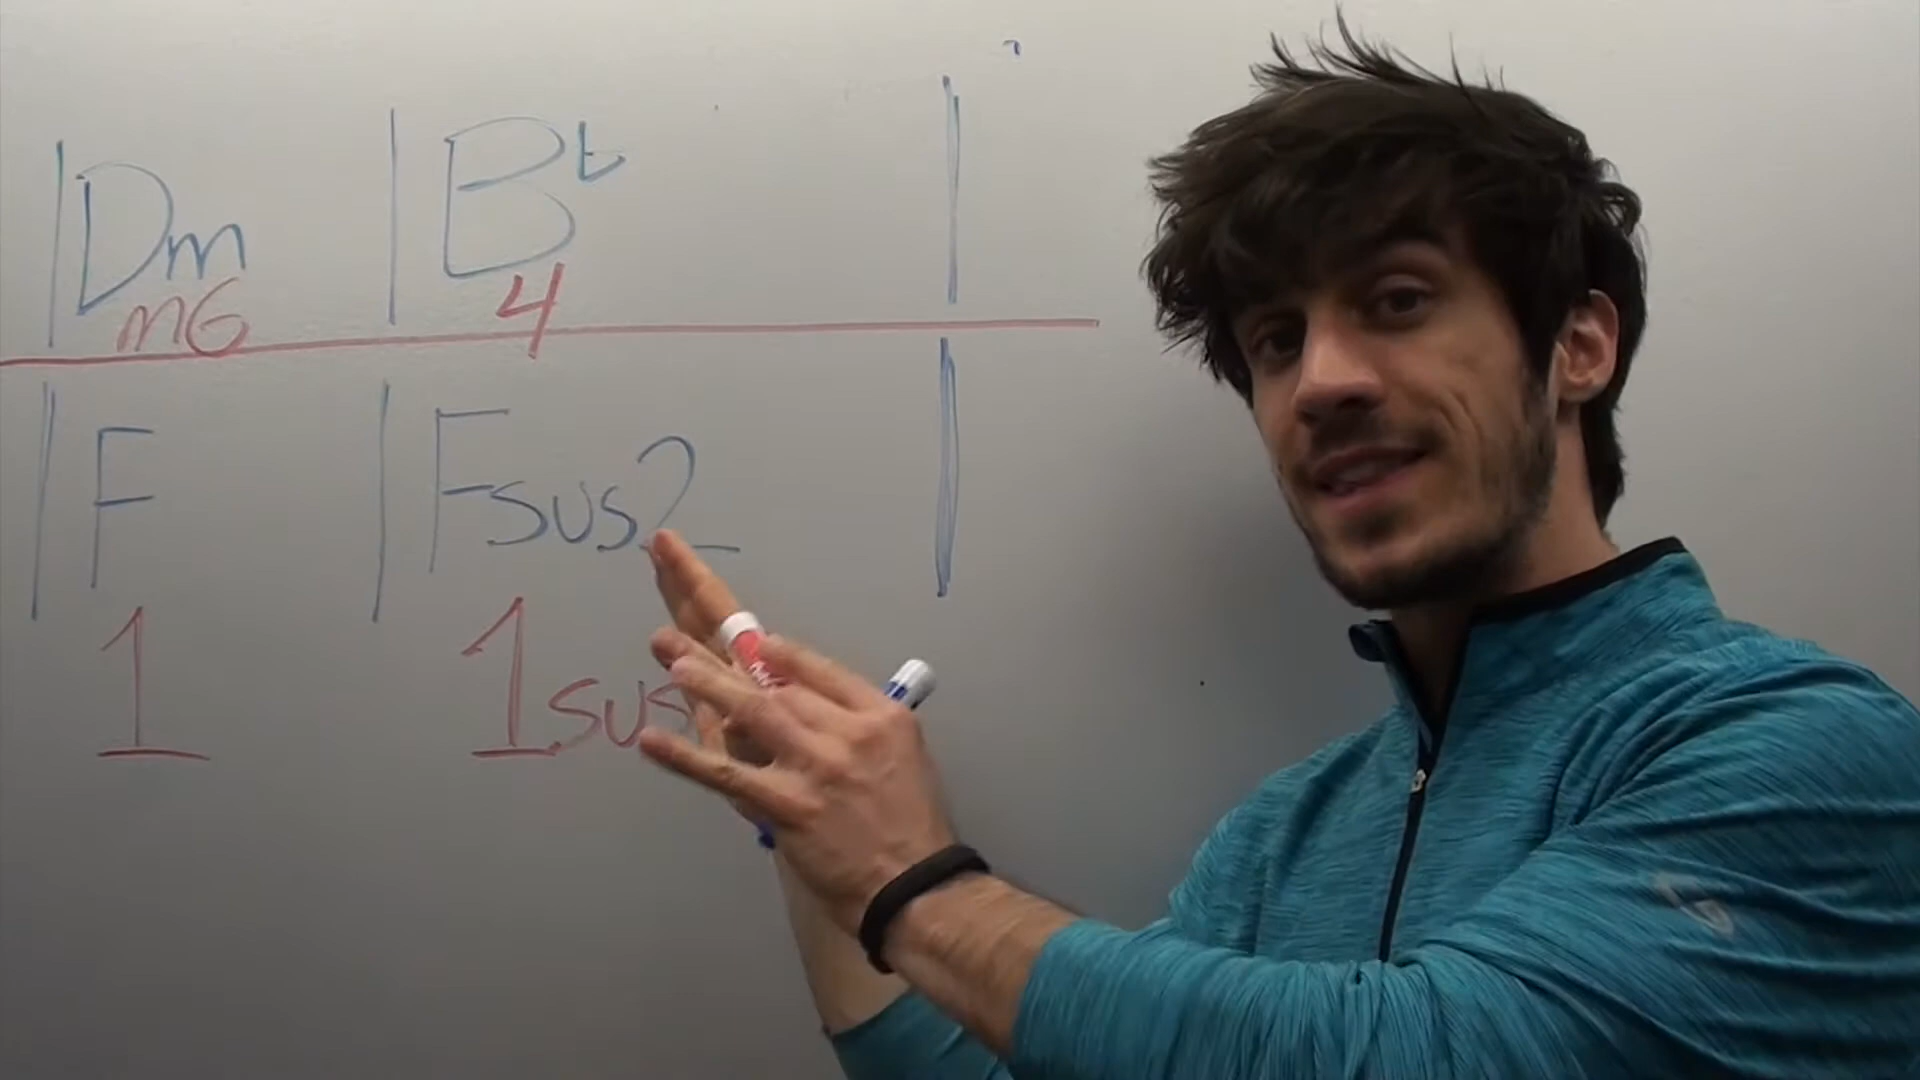 | Dm | B♭ |
m6 4
| F | Fsus2 |
1 1sus